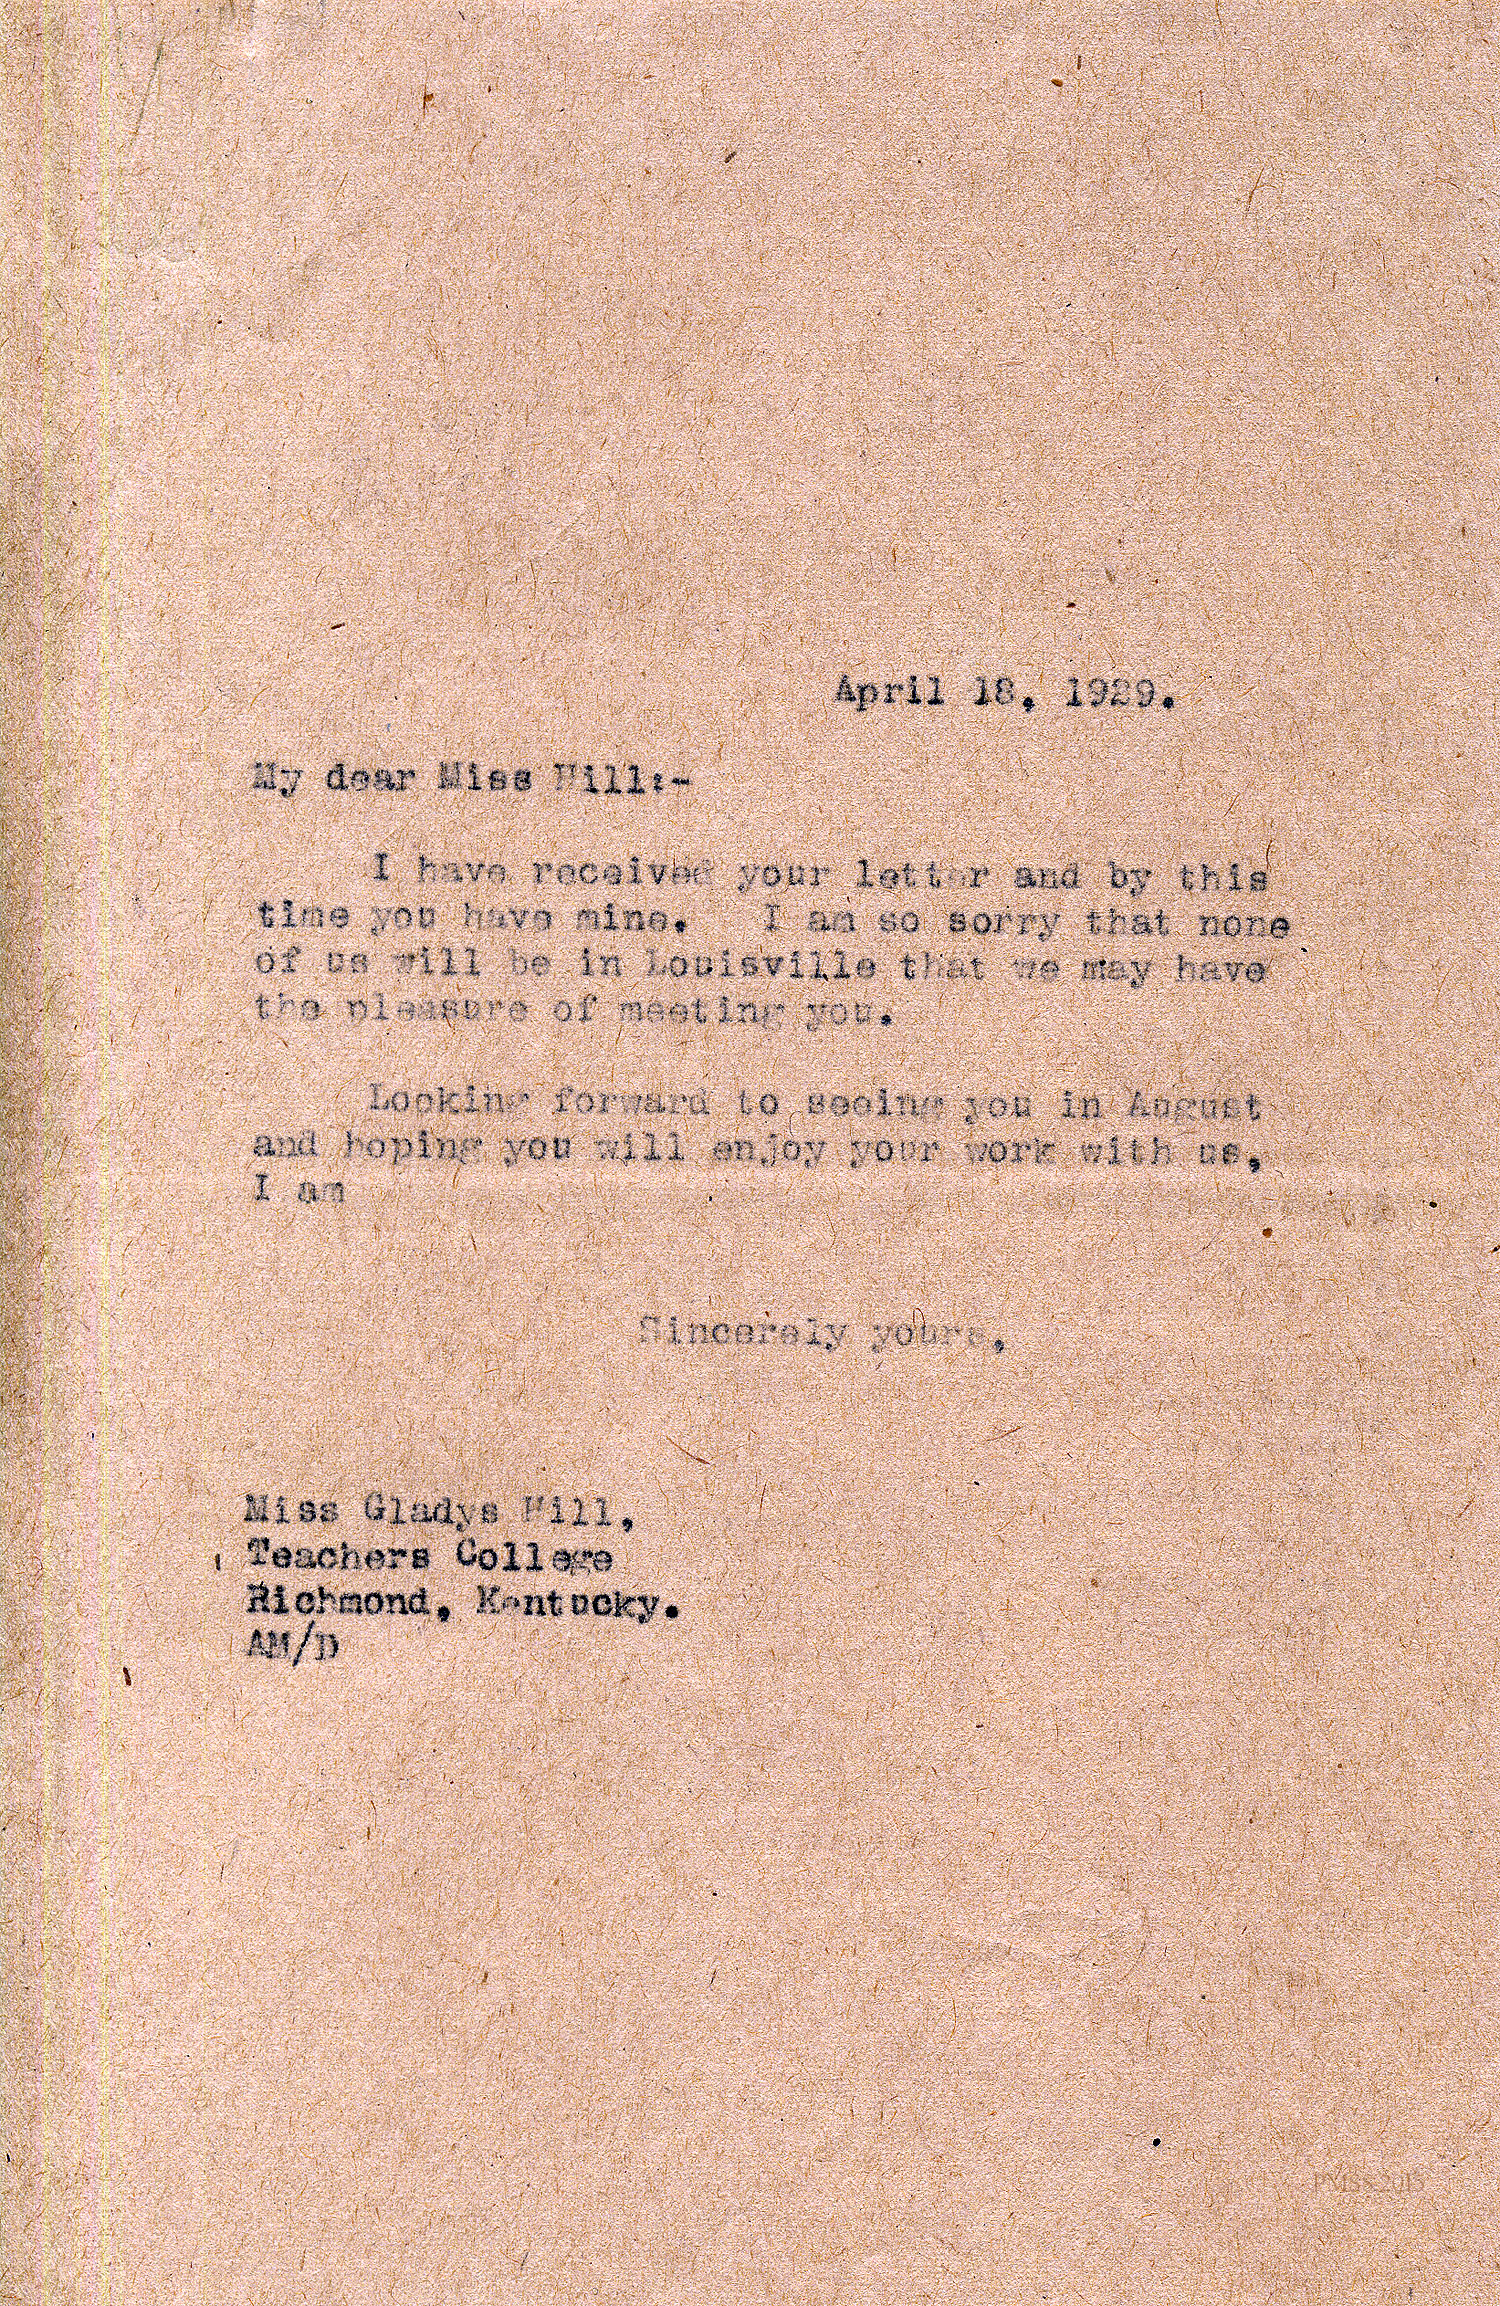 April 18, 1929.
My dear Miss Hill:-
I have received your letter and by this
time you have mine. I am so sorry that none
of us will be in Louisville that we may have
the pleasure of meeting you.
Looking forward to seeing you in August
and hoping you will enjoy your work with us,
I am
Sincerely yours,
Miss Gladys Hill,
Teachers College
Richmond, Kentucky.
AM/D
PMSS 2015